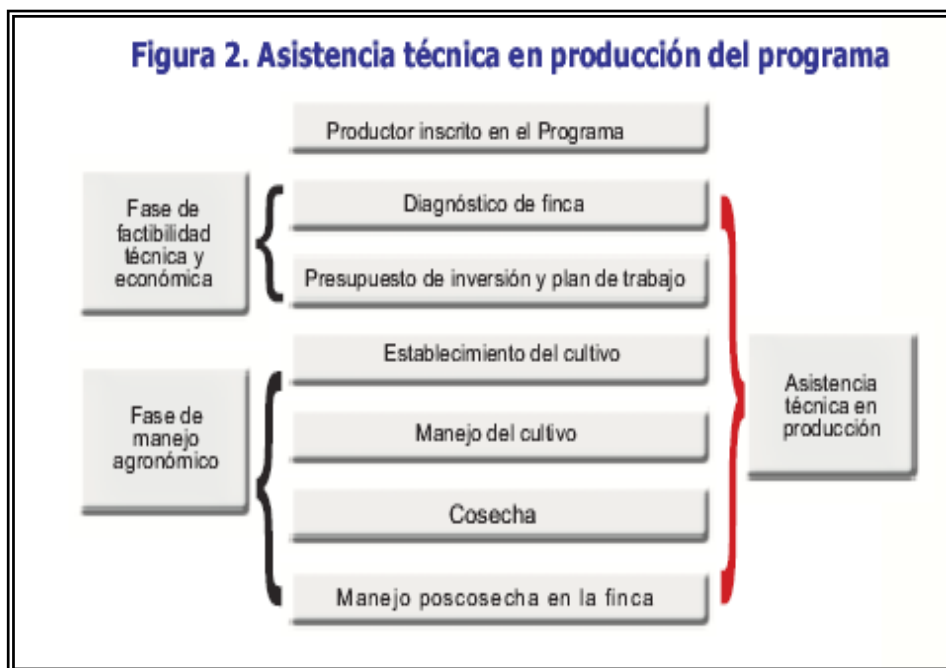 Figura 2. Asistencia técnica en producción del programa
Productor inscrito en el Programa
Fase de
factibilidad
técnica y
económica
Diagnóstico de finca
Presupuesto de inversión y plan de trabajo
Fase de
manejo
agronómico
Establecimiento del cultivo
Manejo del cultivo
Cosecha
Manejo poscosecha en la finca
Asistencia
técnica en
producción